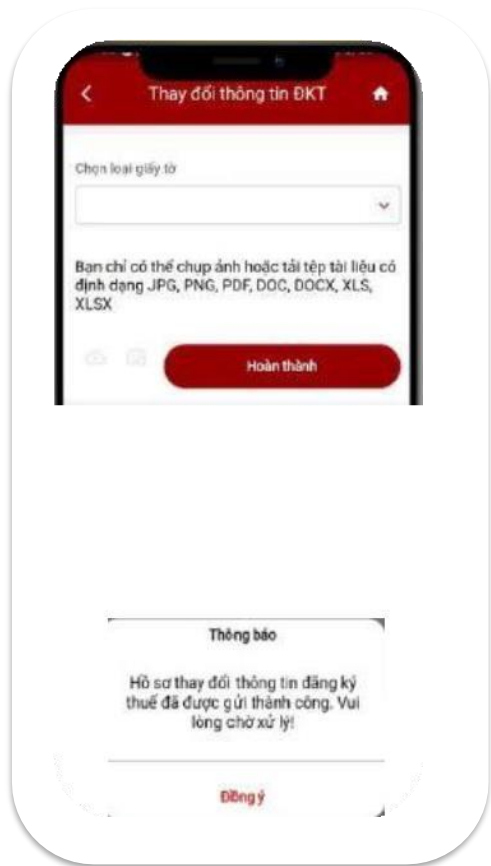 Thay đổi thông tin ĐKT
Chọn loại giấy tờ
Bạn chỉ có thể chụp ảnh hoặc tải tệp tài liệu có
định dạng JPG, PNG, PDF, DOC, DOCX, XLS,
XLSX
Hoàn thành
Thông báo
Hồ sơ thay đổi thông tin đăng ký
thuế đã được gửi thành công. Vui
lòng chờ xử lý!
Đồng ý